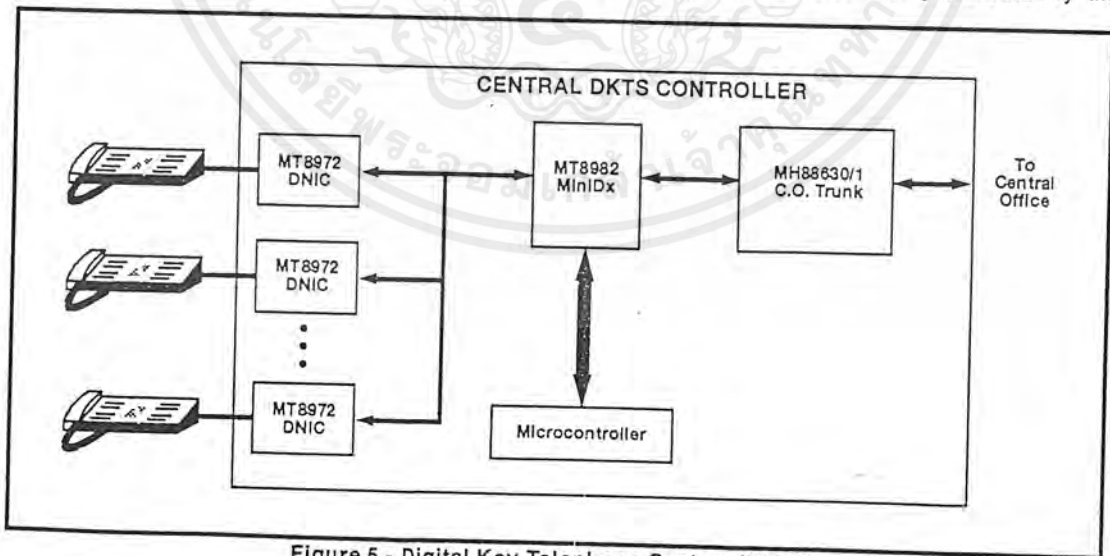 CENTRAL DKTS CONTROLLER
MT8972
DNIC
MT8982
MiniDx
MH88630/1
C.O. Trunk
To
Central
Office
MT8972
DNIC
MT8972
DNIC
Microcontroller
Figure 5 - Digital Key Telephone